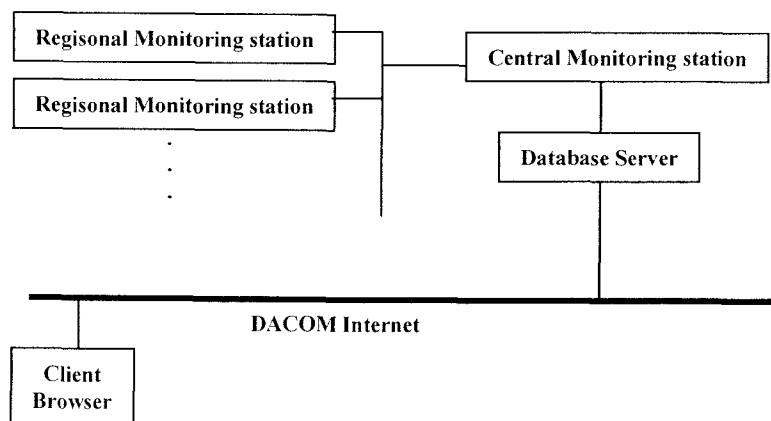 Regisonal Monitoring station
Central Monitoring station
Regisonal Monitoring station
Database Server
DACOM Internet
Client
Browser